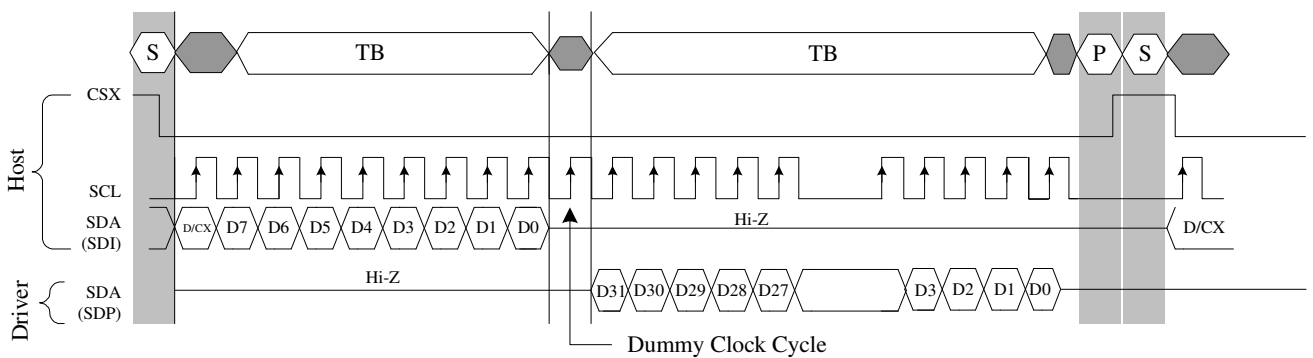 S TB TB P S
CSX
Host
SCL
SDA
(SDI)
D/CX D7 D6 D5 D4 D3 D2 D1 D0 Hi-Z D/CX
Driver
SDA
(SDP)
Hi-Z D31 D30 D29 D28 D27 D3 D2 D1 D0
Dummy Clock Cycle